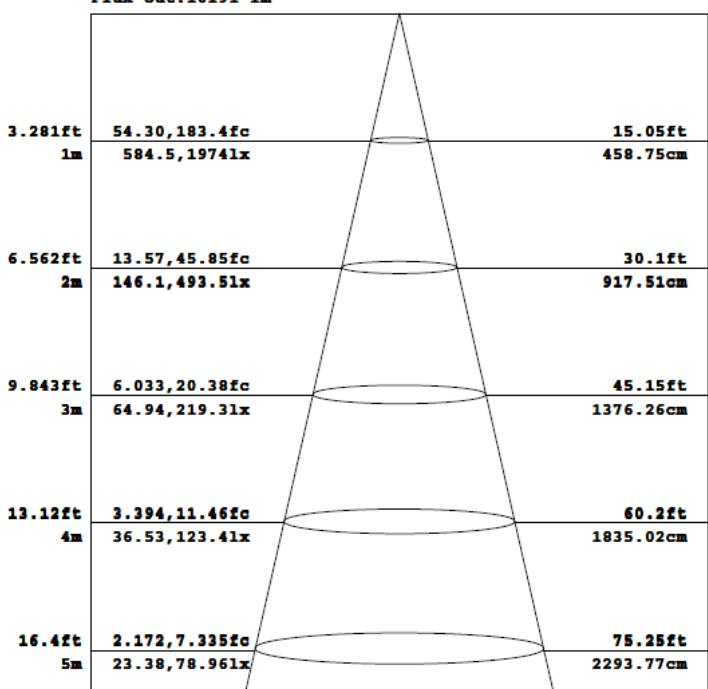 3.281ft 54.30,183.4fc 15.05ft
1m 584.5,1974lx 458.75cm
6.562ft 13.57,45.85fc 30.1ft
2m 146.1,493.5lx 917.51cm
9.843ft 6.033,20.38fc 45.15ft
3m 64.94,219.3lx 1376.26cm
13.12ft 3.394,11.46fc 60.2ft
4m 36.53,123.4lx 1835.02cm
16.4ft 2.172,7.335fc 75.25ft
5m 23.38,78.96lx 2293.77cm